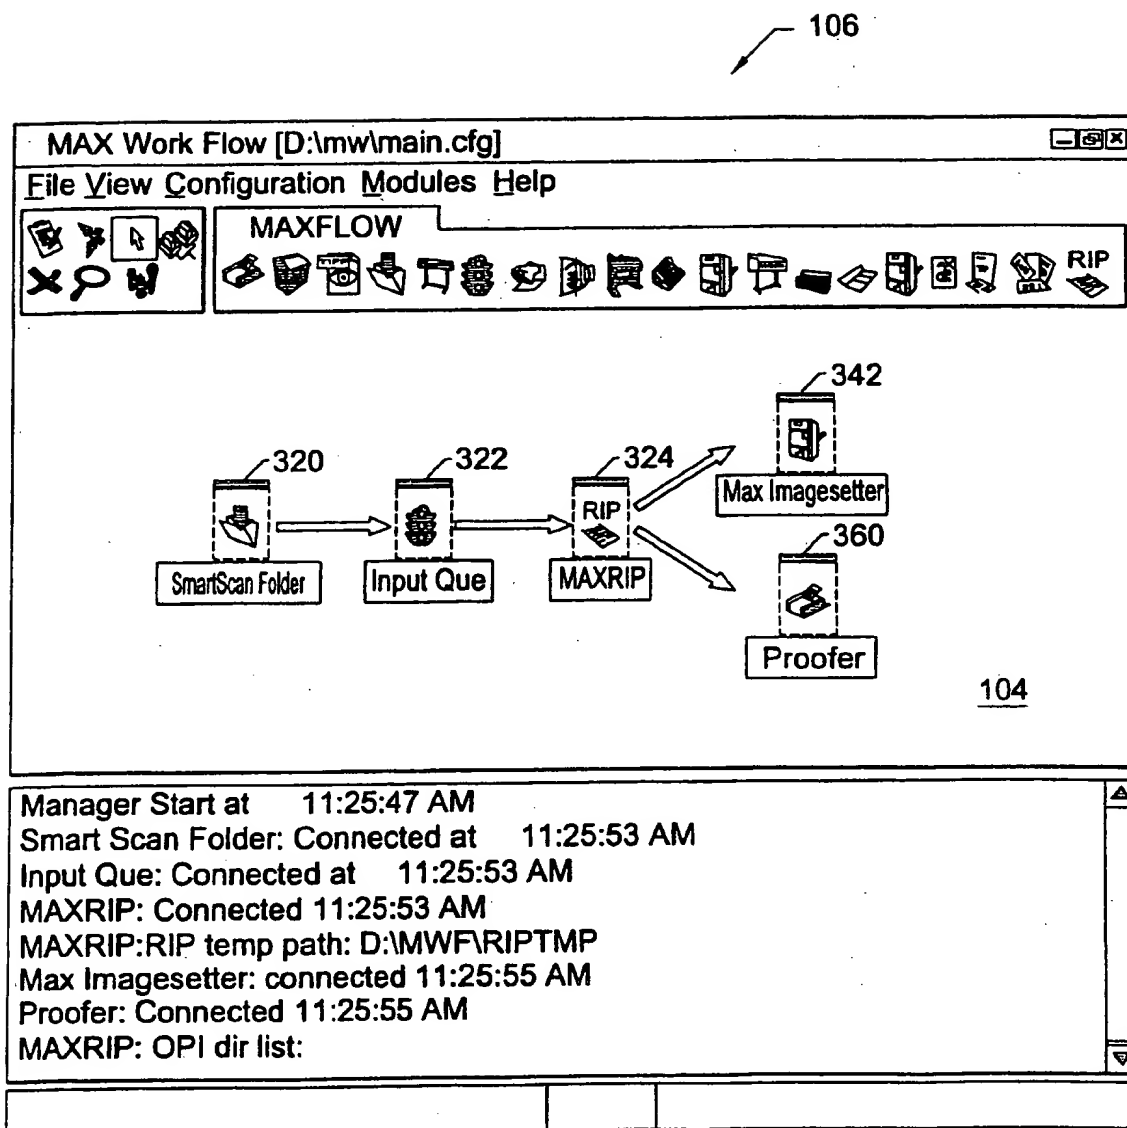 106
MAX Work Flow [D:\mw\main.cfg]
File View Configuration Modules Help
MAXFLOW
RIP
342
320
322
324
RIP
Max Imagesetter
360
SmartScan Folder
Input Que
MAXRIP
Proofer
104
Manager Start at 11:25:47 AM
Smart Scan Folder: Connected at 11:25:53 AM
Input Que: Connected at 11:25:53 AM
MAXRIP: Connected 11:25:53 AM
MAXRIP:RIP temp path: D:\MWF\RIPTMP
Max Imagesetter: connected 11:25:55 AM
Proofer: Connected 11:25:55 AM
MAXRIP: OPI dir list: